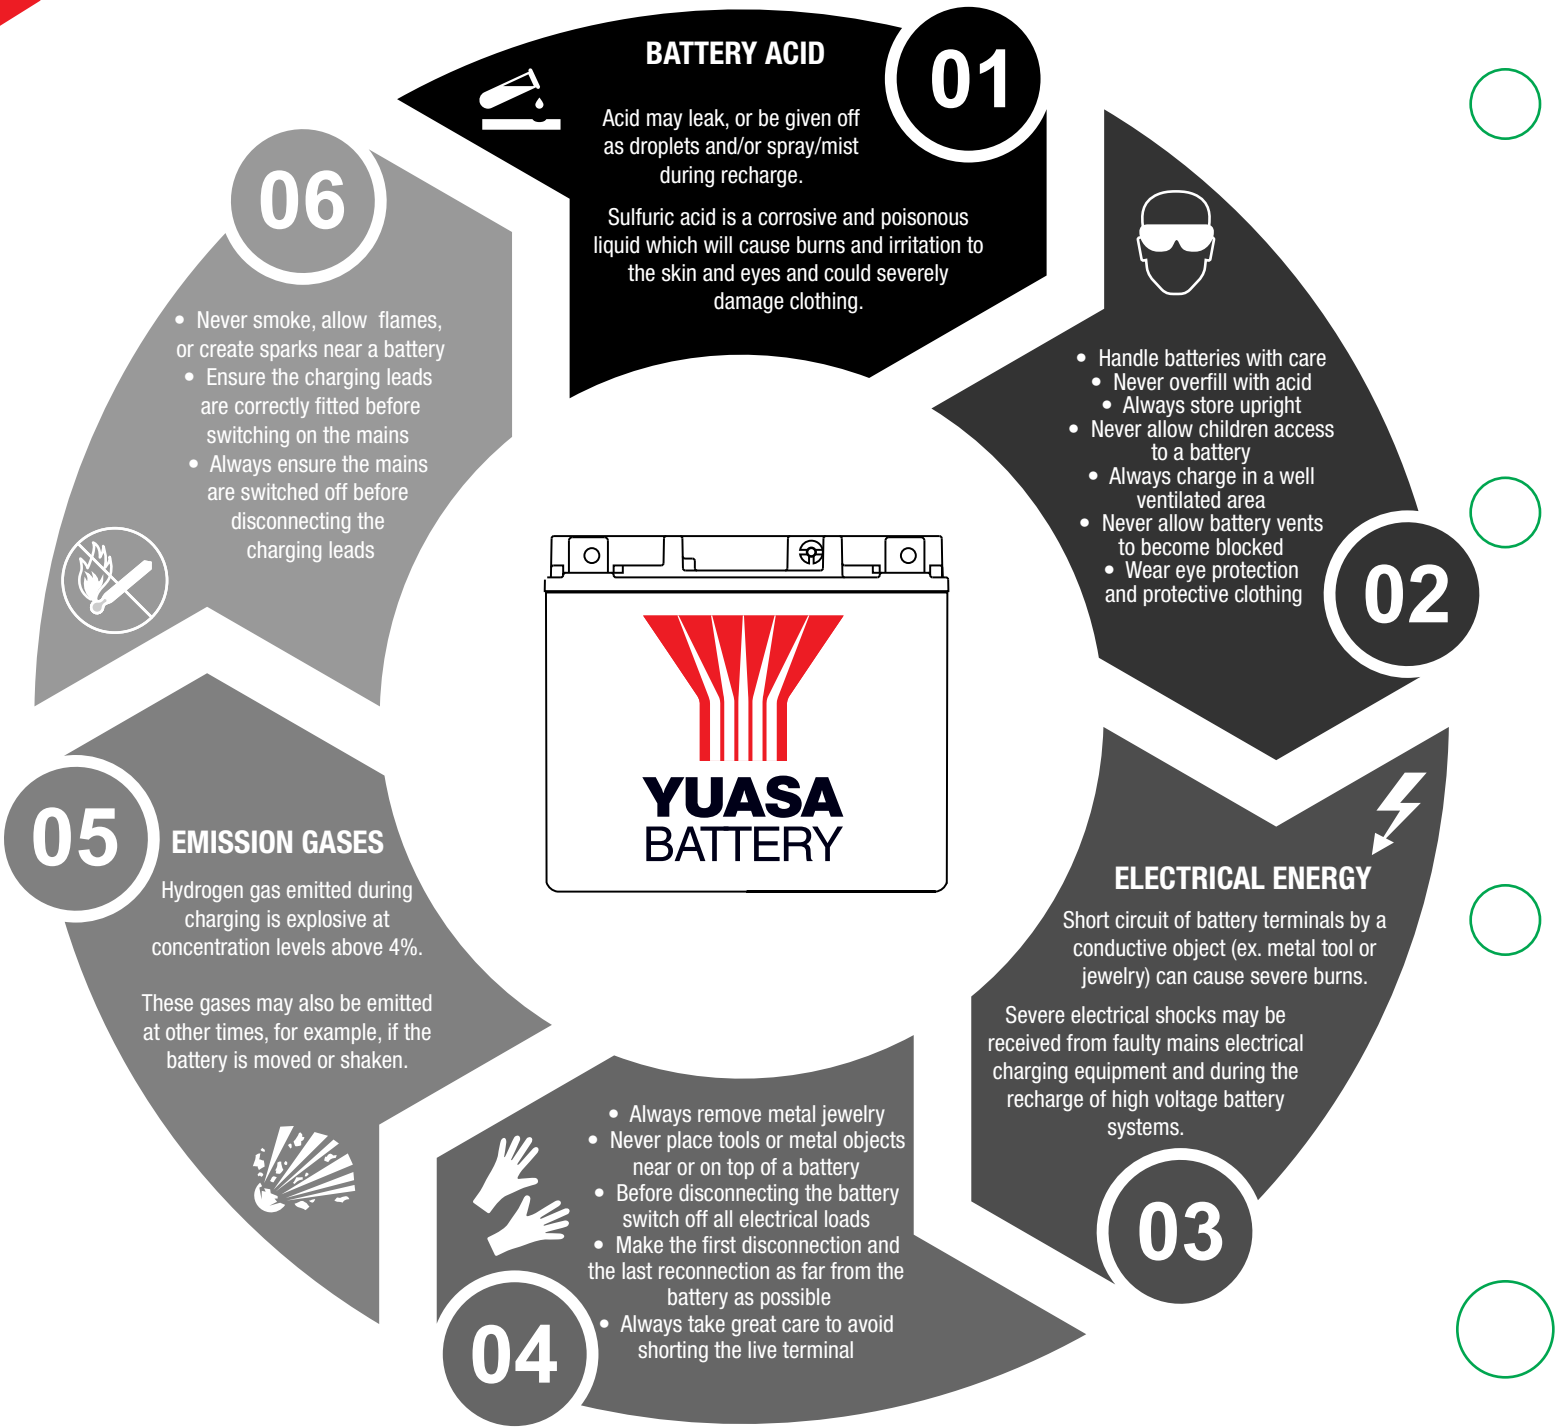 BATTERY ACID
01
Acid may leak, or be given off
as droplets and/or spray/mist
during recharge.
Sulfuric acid is a corrosive and poisonous
liquid which will cause burns and irritation to
the skin and eyes and could severely
damage clothing.
• Handle batteries with care
• Never overfill with acid
• Always store upright
• Never allow children access
to a battery
• Always charge in a well
ventilated area
• Never allow battery vents
to become blocked
• Wear eye protection
and protective clothing
02
ELECTRICAL ENERGY
Short circuit of battery terminals by a
conductive object (ex. metal tool or
jewelry) can cause severe burns.
Severe electrical shocks may be
received from faulty mains electrical
charging equipment and during the
recharge of high voltage battery
systems.
03
• Always remove metal jewelry
• Never place tools or metal objects
near or on top of a battery
• Before disconnecting the battery
switch off all electrical loads
• Make the first disconnection and
the last reconnection as far from the
battery as possible
• Always take great care to avoid
shorting the live terminal
04
05
EMISSION GASES
Hydrogen gas emitted during
charging is explosive at
concentration levels above 4%.
These gases may also be emitted
at other times, for example, if the
battery is moved or shaken.
06
• Never smoke, allow flames,
or create sparks near a battery
• Ensure the charging leads
are correctly fitted before
switching on the mains
• Always ensure the mains
are switched off before
disconnecting the
charging leads
YUASA
BATTERY